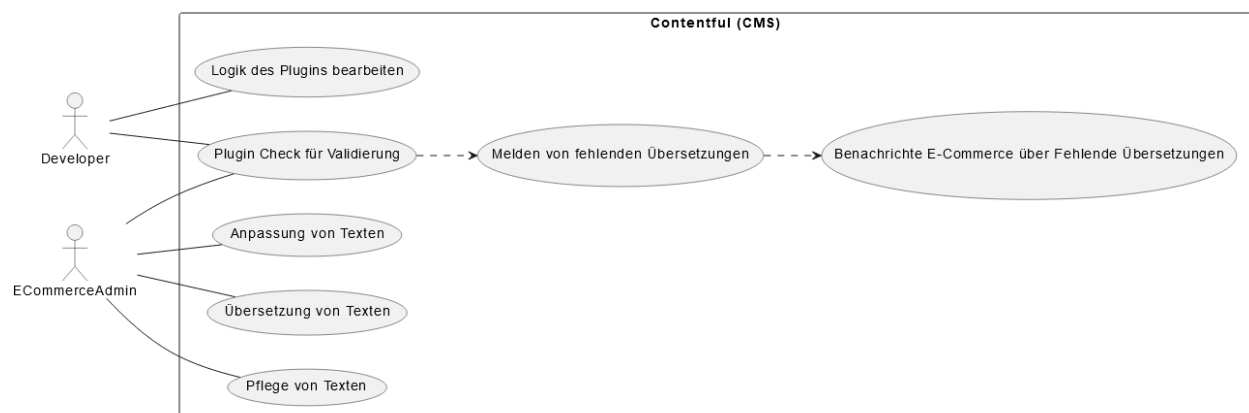 Contentful (CMS)
Logik des Plugins bearbeiten
Developer
Plugin Check für Validierung
Melden von fehlenden Übersetzungen
Benachrichte E-Commerce über Fehlende Übersetzungen
Anpassung von Texten
ECommerceAdmin
Übersetzung von Texten
Pflege von Texten